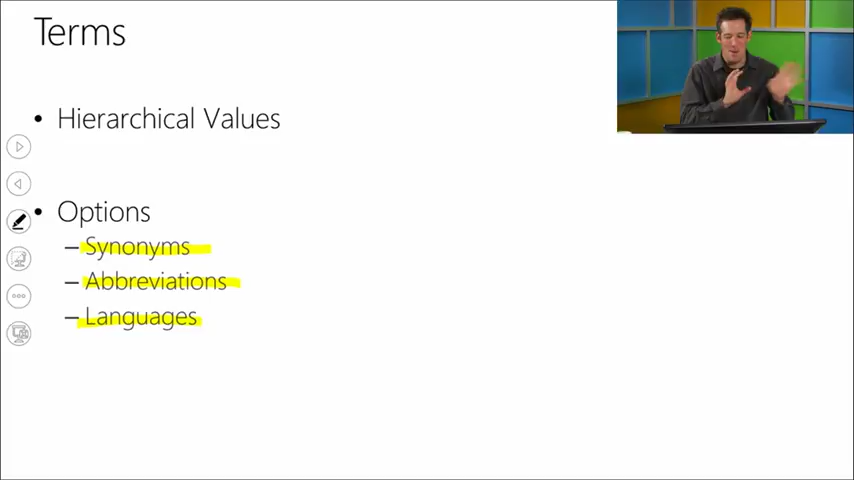 Terms
• Hierarchical Values
• Options
– Synonyms
– Abbreviations
– Languages